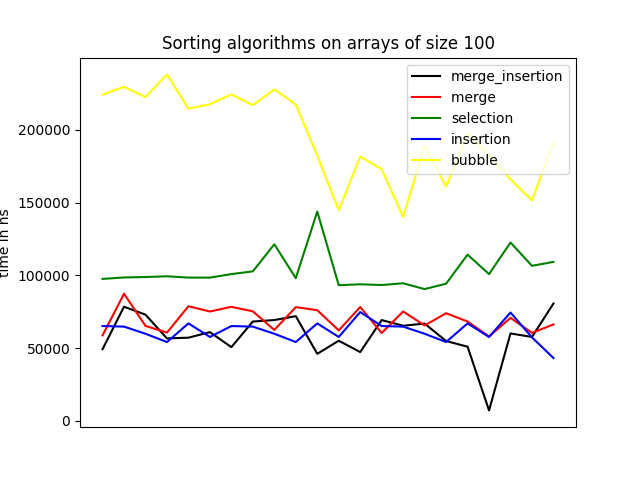 Sorting algorithms on arrays of size 100
time in ns
200000
150000
100000
50000
0
merge_insertion
merge
selection
insertion
bubble